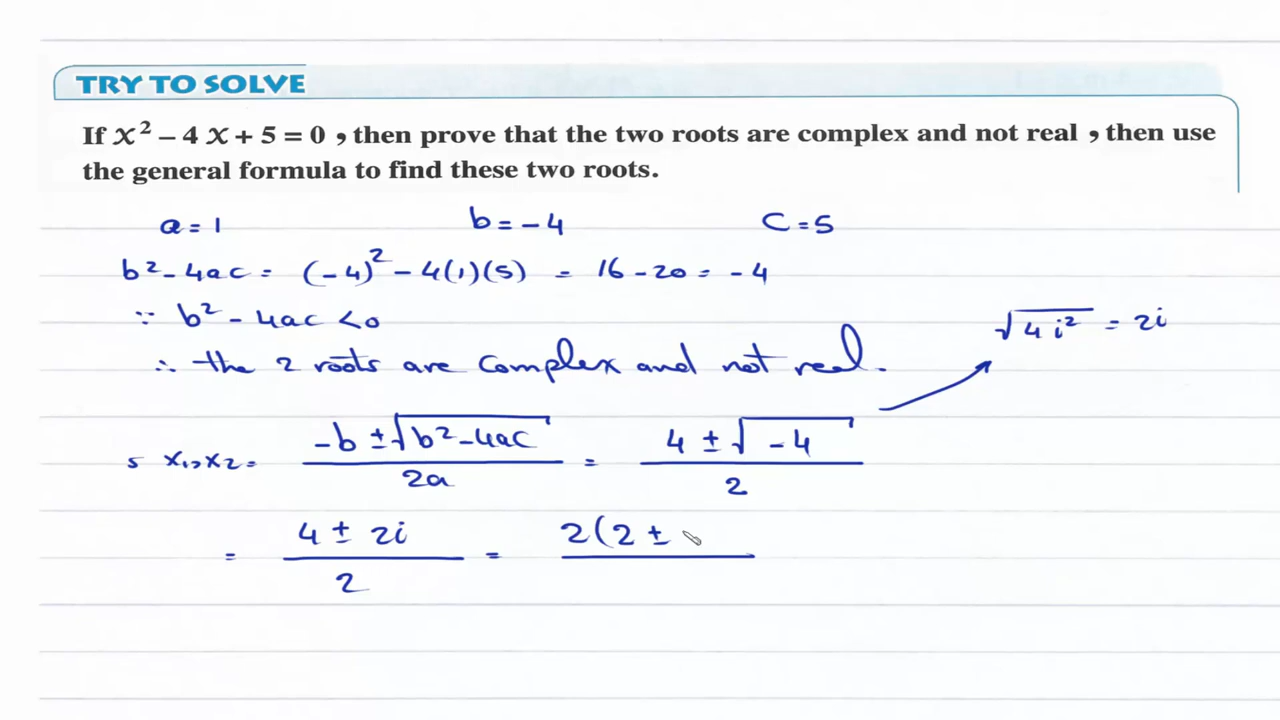 TRY TO SOLVE
If x² – 4 x + 5 = 0 , then prove that the two roots are complex and not real , then use
the general formula to find these two roots.
a = 1 b = -4 C = 5
b² - 4ac = (-4)² - 4(1)(5) = 16 - 20 = -4
∵ b² - 4ac < 0
√4i² = 2i
∴ the 2 roots are complex and not real.
, x₁, x₂ = (-b ± √b² - 4ac) / 2a = (4 ± √-4) / 2
= (4 ± 2i) / 2 = 2(2 ±